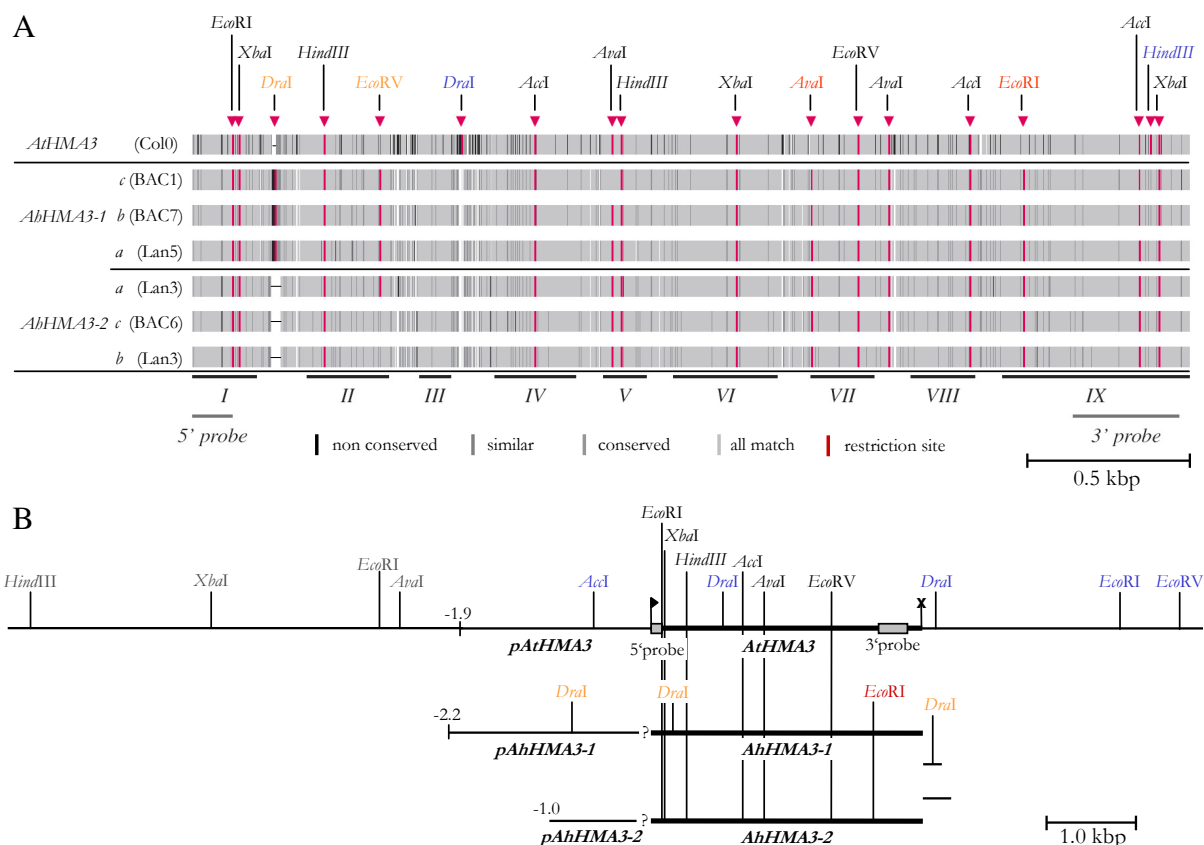 A
EcoRI
AccI
XbaI HindIII AvaI EcoRV HindIII
DraI EcoRV DraI AccI HindIII XbaI AvaI AvaI AccI EcoRI XbaI
AtHMA3 (Col0)
c (BAC1)
AhHMA3-1 b (BAC7)
a (Lan5)
a (Lan3)
AhHMA3-2 c (BAC6)
b (Lan3)
I II III IV V VI VII VIII IX
5’ probe 3’ probe
non conserved similar conserved all match restriction site
0.5 kbp
B
EcoRI
XbaI
HindIII XbaI EcoRI AvaI AccI HindIII DraI AccI AvaI EcoRV DraI EcoRI EcoRV
-1.9 x
pAtHMA3 5‘probe AtHMA3 3‘probe
DraI DraI EcoRI DraI
-2.2 ?
pAhHMA3-1 AhHMA3-1
-1.0 ?
pAhHMA3-2 AhHMA3-2
1.0 kbp